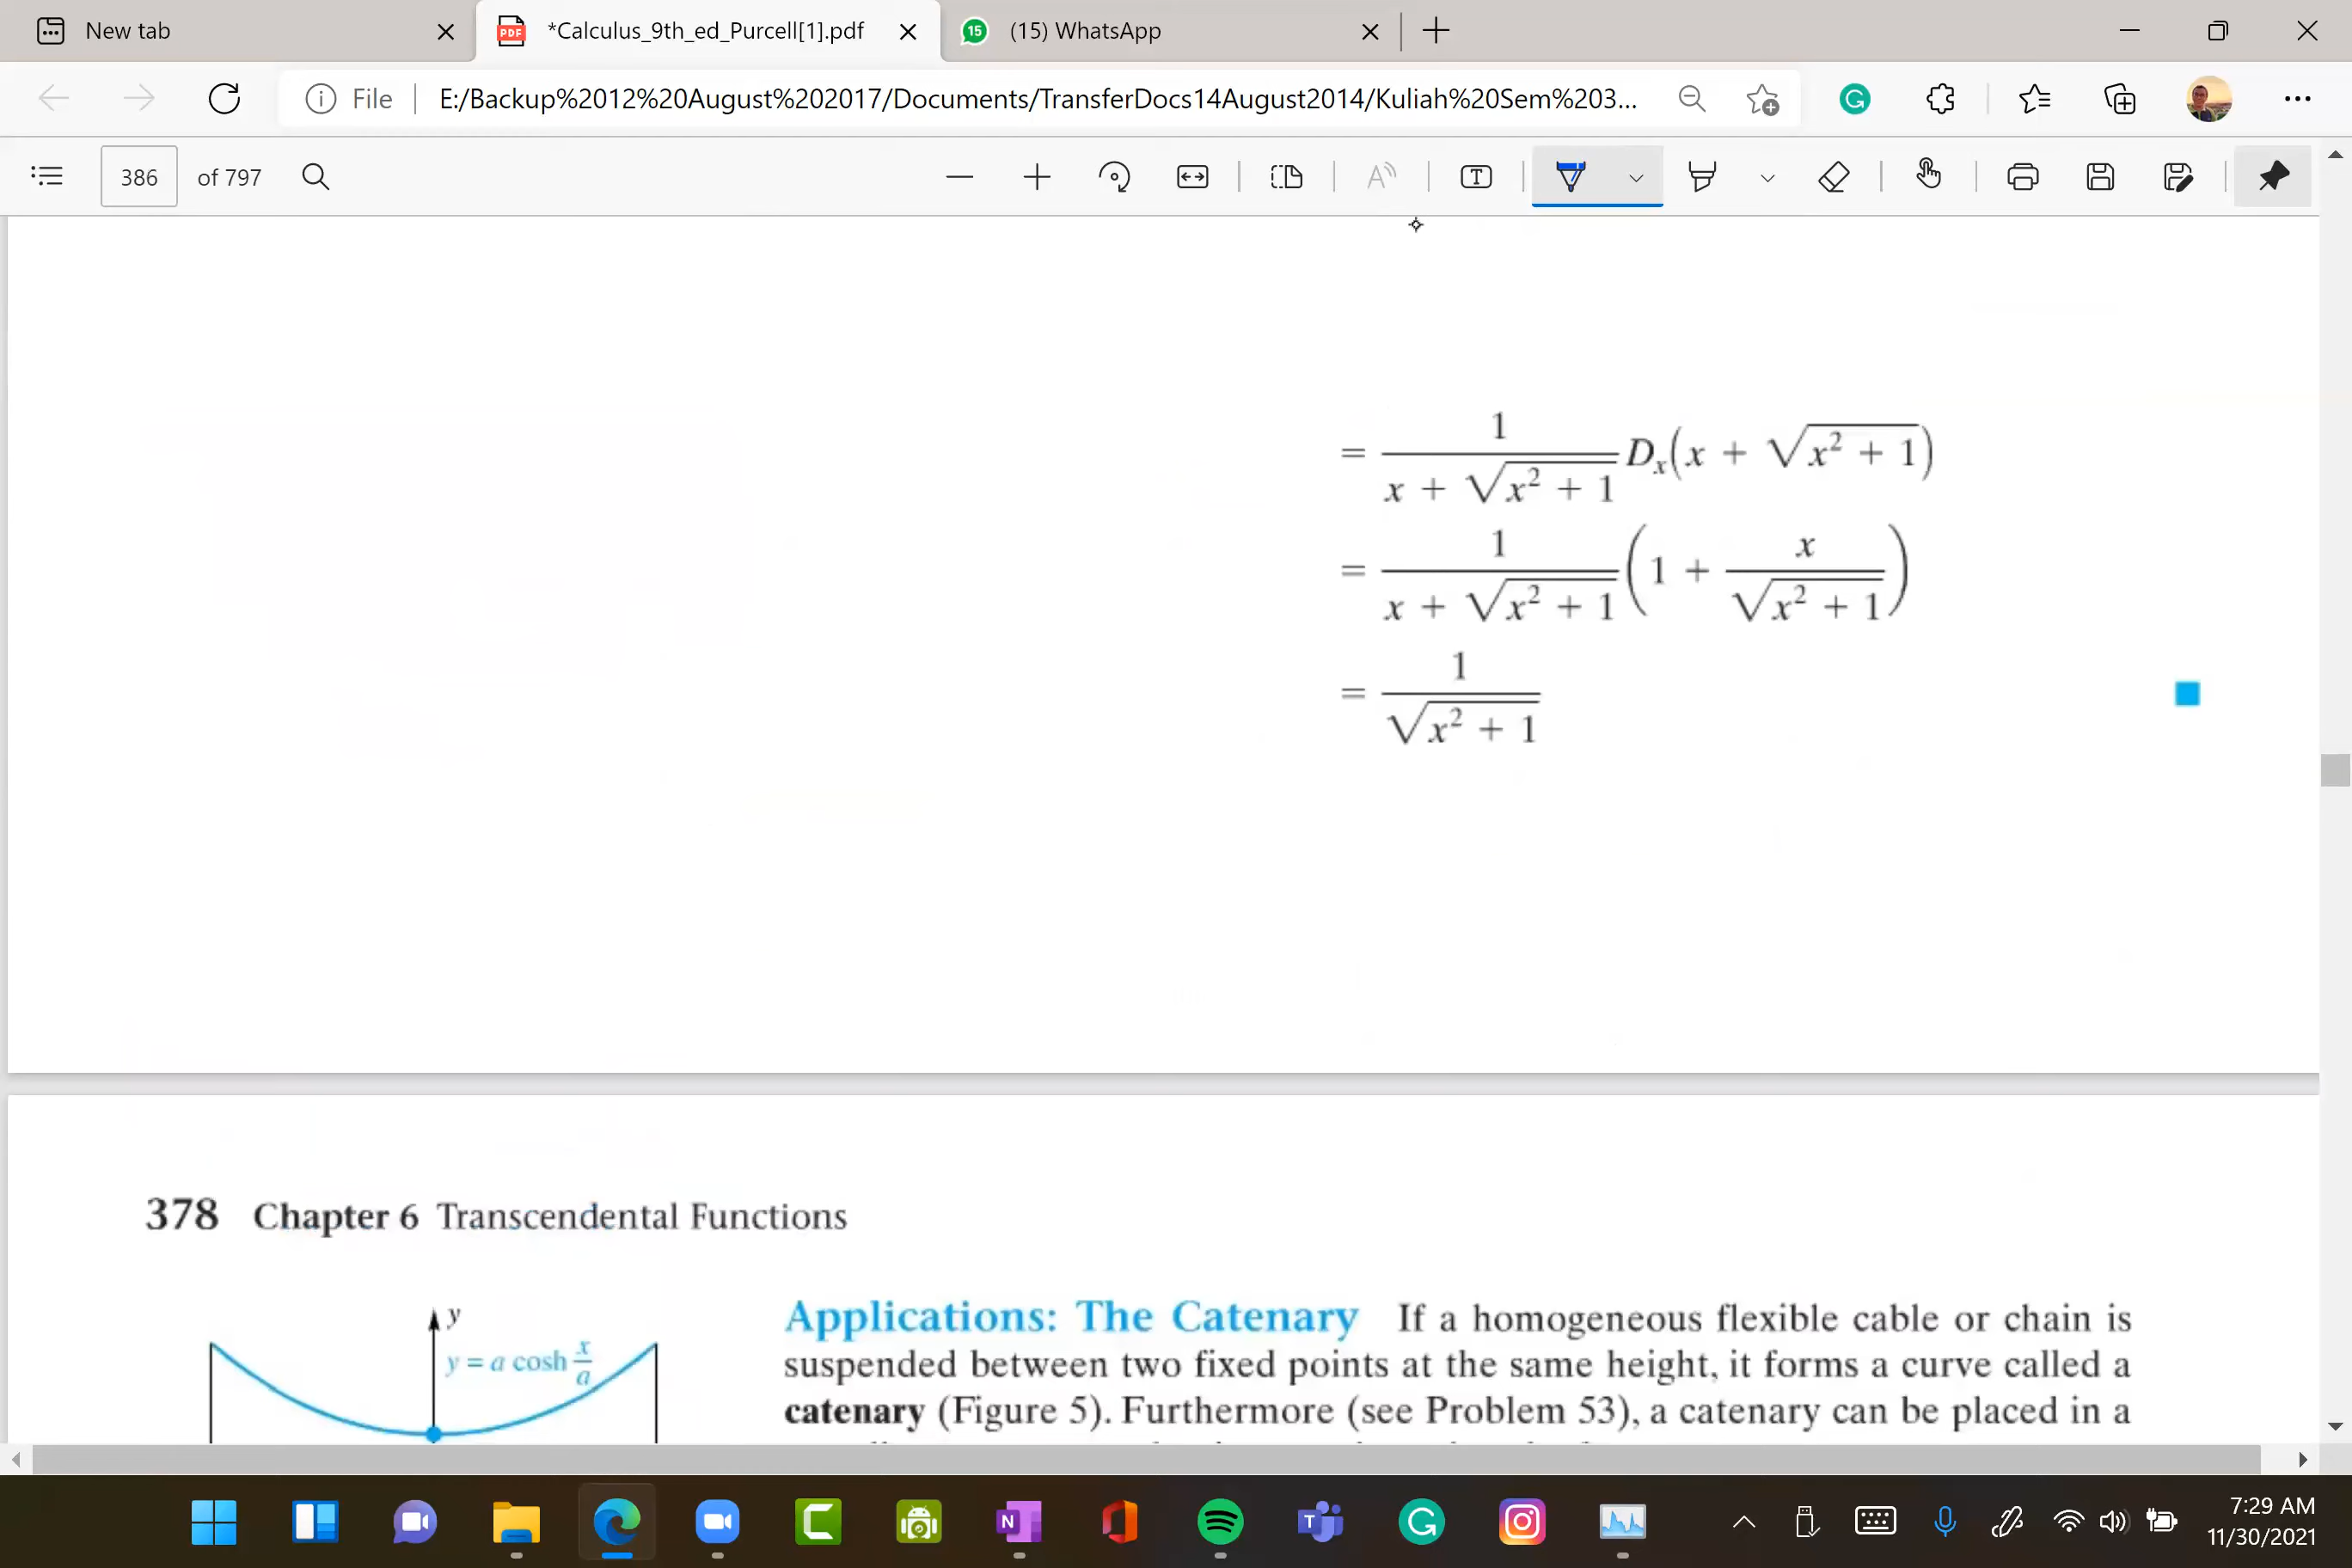 New tab
*Calculus_9th_ed_Purcell[1].pdf
(15) WhatsApp
File
E:/Backup%2012%20August%202017/Documents/TransferDocs14August2014/Kuliah%20Sem%203...
386 of 797
= 1 / (x + √(x² + 1)) Dₓ(x + √(x² + 1))
= 1 / (x + √(x² + 1)) (1 + x / √(x² + 1))
= 1 / √(x² + 1)
378 Chapter 6 Transcendental Functions
y
y = a cosh x/a
Applications: The Catenary If a homogeneous flexible cable or chain is
suspended between two fixed points at the same height, it forms a curve called a
catenary (Figure 5). Furthermore (see Problem 53), a catenary can be placed in a
7:29 AM
11/30/2021